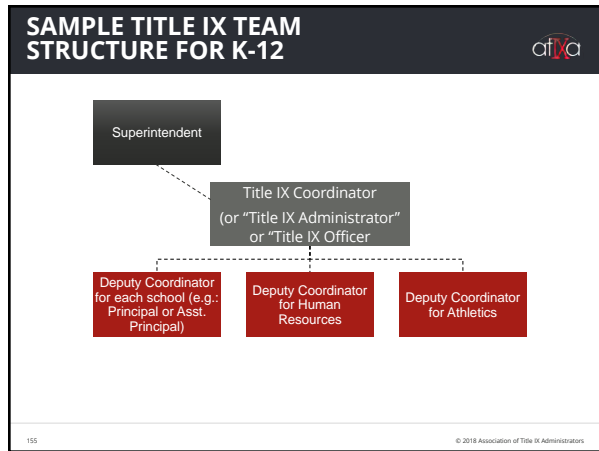 SAMPLE TITLE IX TEAM
STRUCTURE FOR K-12
atIXa
Superintendent
Title IX Coordinator
(or “Title IX Administrator”
or “Title IX Officer
Deputy Coordinator
for each school (e.g.:
Principal or Asst.
Principal)
Deputy Coordinator
for Human
Resources
Deputy Coordinator
for Athletics
155
© 2018 Association of Title IX Administrators